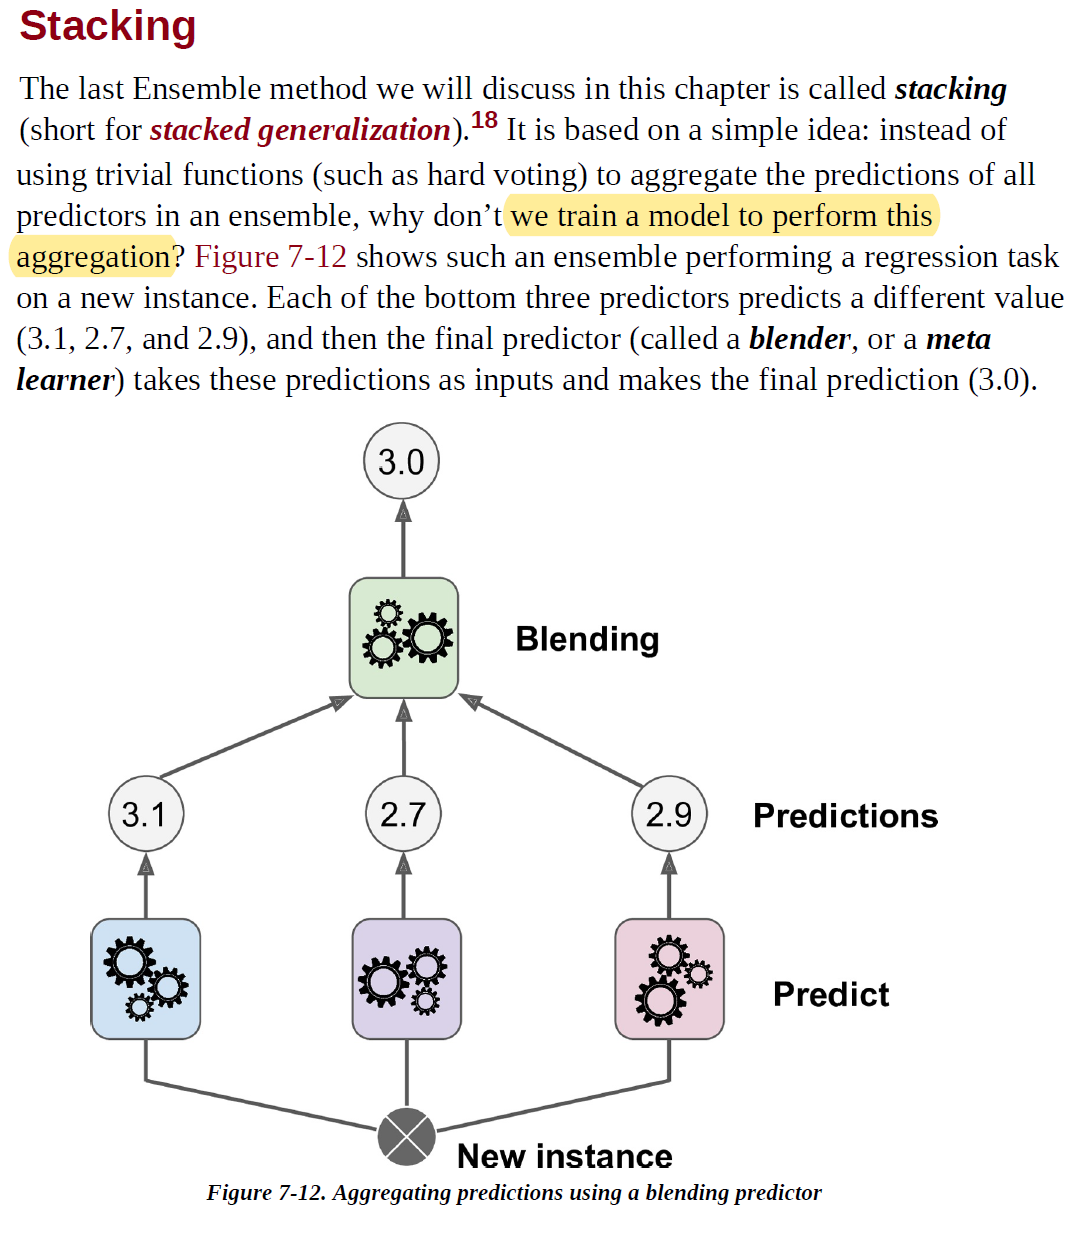 Stacking
The last Ensemble method we will discuss in this chapter is called stacking
(short for stacked generalization).18 It is based on a simple idea: instead of
using trivial functions (such as hard voting) to aggregate the predictions of all
predictors in an ensemble, why don’t we train a model to perform this
aggregation? Figure 7-12 shows such an ensemble performing a regression task
on a new instance. Each of the bottom three predictors predicts a different value
(3.1, 2.7, and 2.9), and then the final predictor (called a blender, or a meta
learner) takes these predictions as inputs and makes the final prediction (3.0).
3.0
Blending
3.1 2.7 2.9 Predictions
Predict
New instance
Figure 7-12. Aggregating predictions using a blending predictor